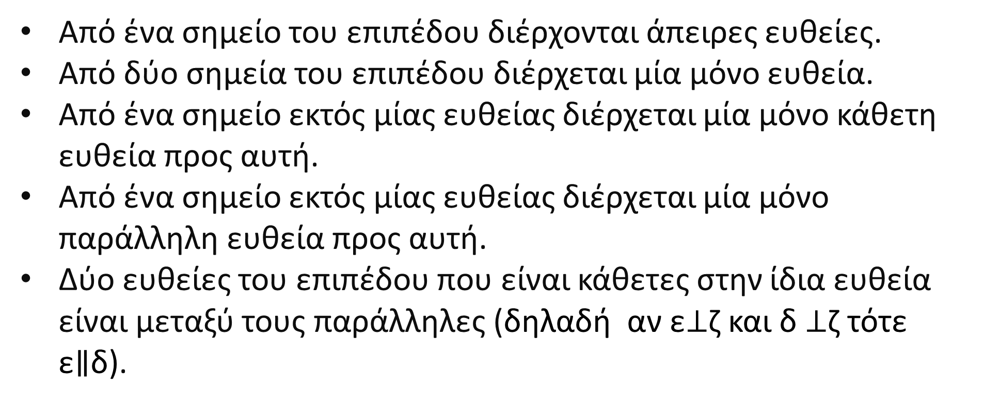 • Από ένα σημείο του επιπέδου διέρχονται άπειρες ευθείες.
• Από δύο σημεία του επιπέδου διέρχεται μία μόνο ευθεία.
• Από ένα σημείο εκτός μίας ευθείας διέρχεται μία μόνο κάθετη
ευθεία προς αυτή.
• Από ένα σημείο εκτός μίας ευθείας διέρχεται μία μόνο
παράλληλη ευθεία προς αυτή.
• Δύο ευθείες του επιπέδου που είναι κάθετες στην ίδια ευθεία
είναι μεταξύ τους παράλληλες (δηλαδή  αν ε⊥ζ και δ ⊥ζ τότε
ε∥δ).